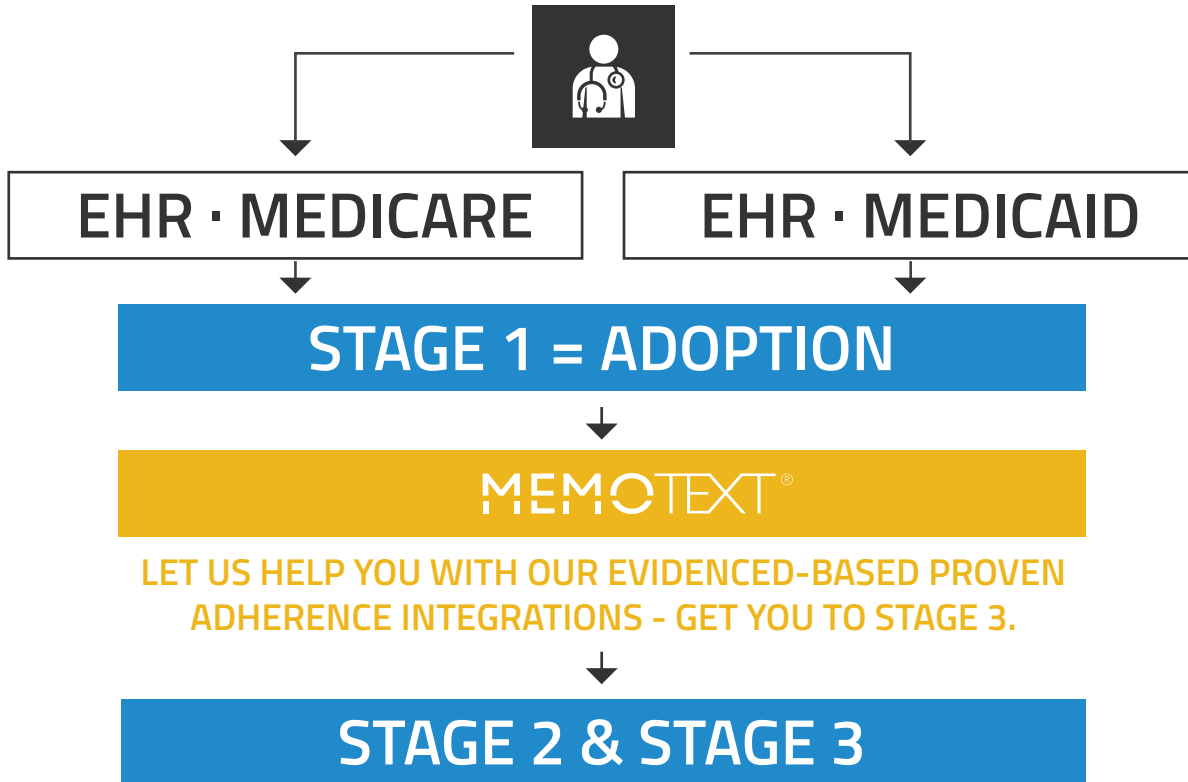 EHR · MEDICARE
EHR · MEDICAID
STAGE 1 = ADOPTION
MEMOTEXT®
LET US HELP YOU WITH OUR EVIDENCED-BASED PROVEN
ADHERENCE INTEGRATIONS - GET YOU TO STAGE 3.
STAGE 2 & STAGE 3